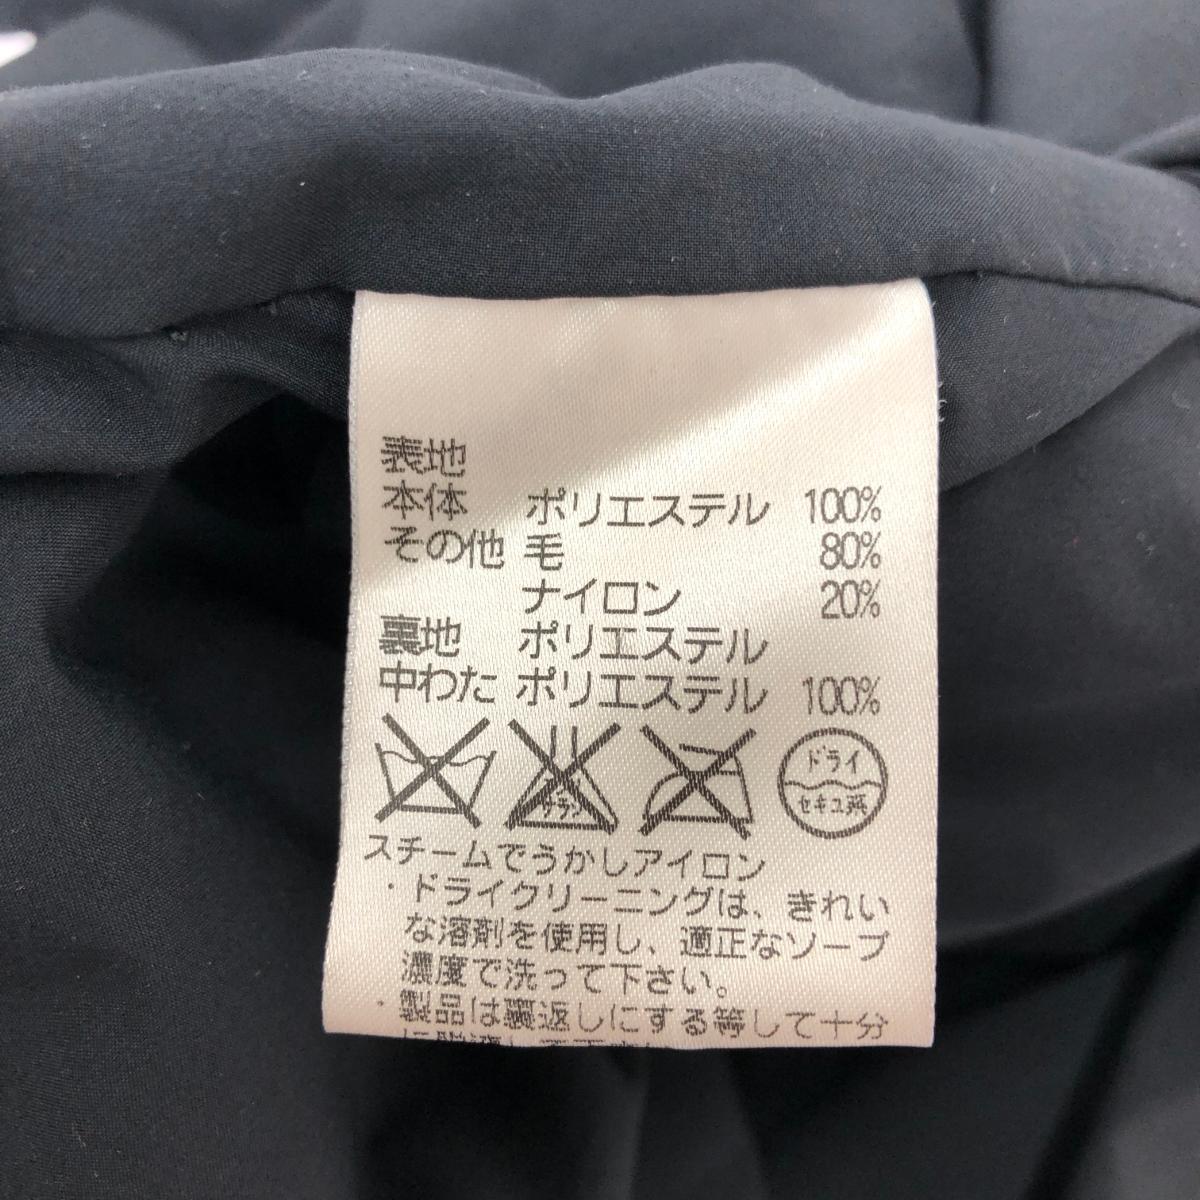 表地
本体 ポリエステル 100%
その他 毛 80%
ナイロン 20%
裏地 ポリエステル
中わた ポリエステル 100%
サラシ
ドライ
セキユ系
スチームでうかしアイロン
・ドライクリーニングは、きれい
な溶剤を使用し、適正なソープ
濃度で洗って下さい。
・製品は裏返しにする等して十分